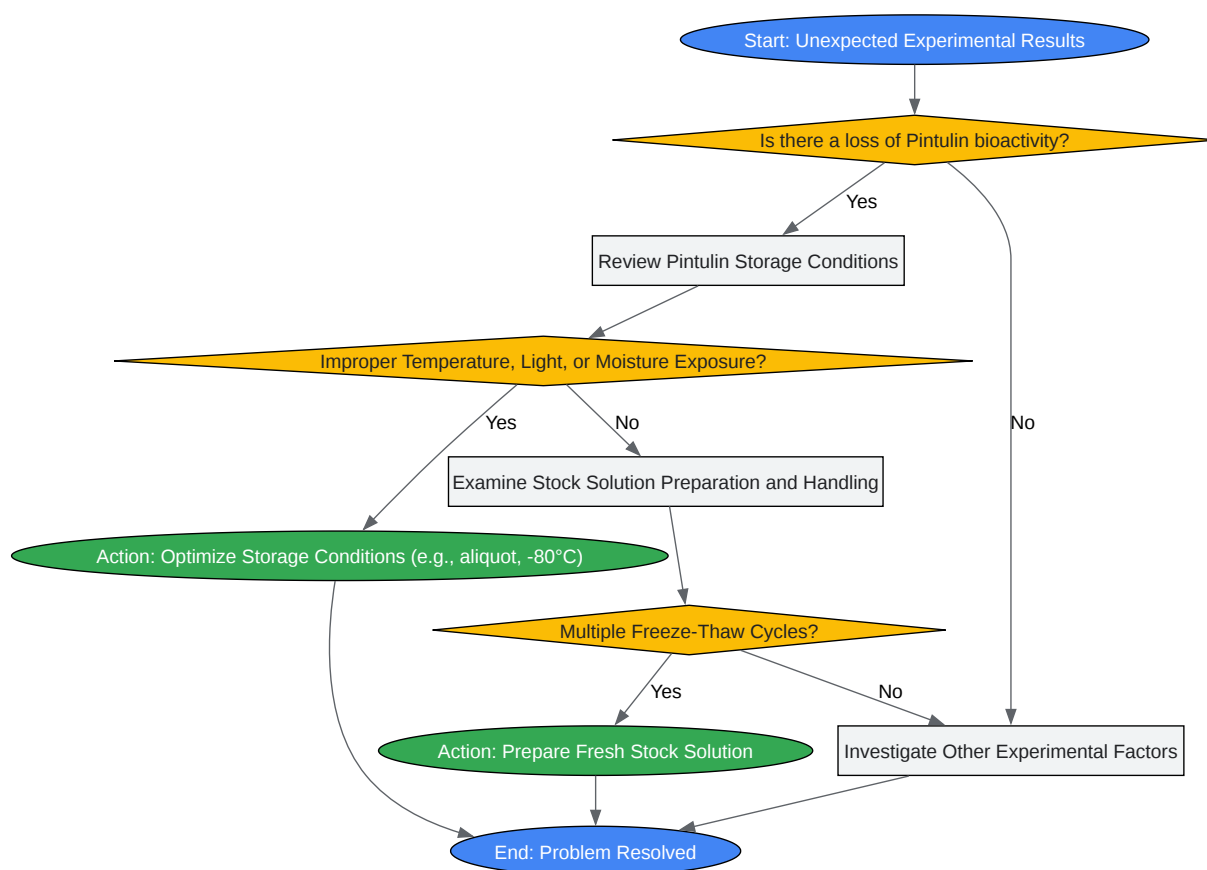 Start: Unexpected Experimental Results
Is there a loss of Pintulin bioactivity?
Yes
Review Pintulin Storage Conditions
Improper Temperature, Light, or Moisture Exposure?
Yes
No
No
Examine Stock Solution Preparation and Handling
Action: Optimize Storage Conditions (e.g., aliquot, -80°C)
Multiple Freeze-Thaw Cycles?
Yes
No
Action: Prepare Fresh Stock Solution
Investigate Other Experimental Factors
End: Problem Resolved